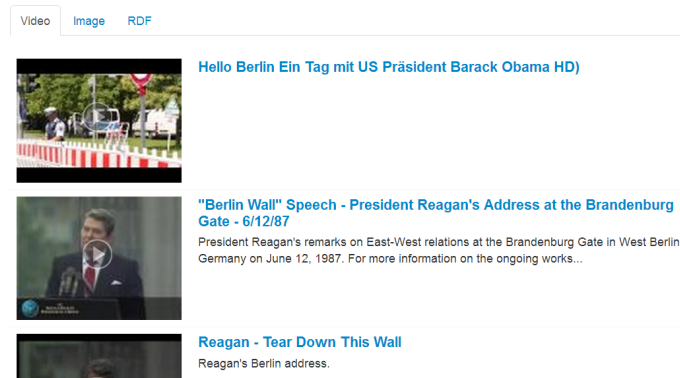 Video Image RDF
Hello Berlin Ein Tag mit US Präsident Barack Obama HD)
"Berlin Wall" Speech - President Reagan's Address at the Brandenburg
Gate - 6/12/87
President Reagan's remarks on East-West relations at the Brandenburg Gate in West Berlin
Germany on June 12, 1987. For more information on the ongoing works...
Reagan - Tear Down This Wall
Reagan's Berlin address.